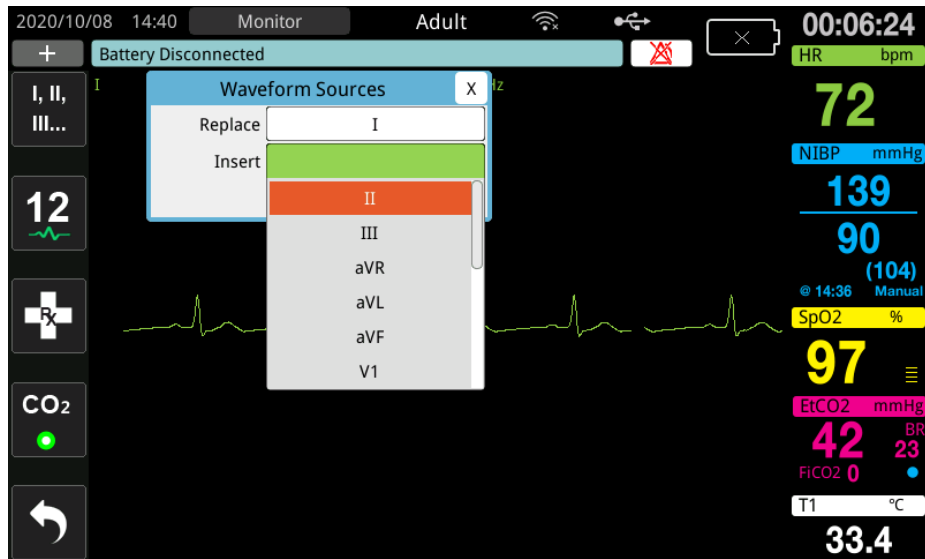 2020/10/08 14:40 Monitor Adult 00:06:24
+ Battery Disconnected
HR bpm
72
NIBP mmHg
139
90
(104)
@ 14:36 Manual
SpO2 %
97
EtCO2 mmHg
42 BR 23
FiCO2 0
T1 °C
33.4
I, II,
III...
12
Rx
CO2
I Hz
Waveform Sources X
Replace I
Insert
II
III
aVR
aVL
aVF
V1